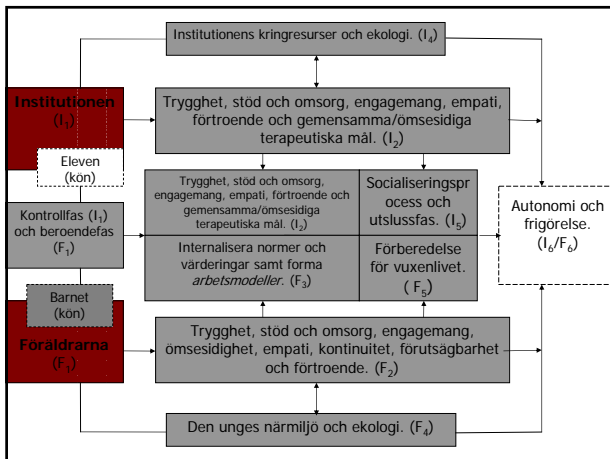 Institutionens kringresurser och ekologi. (I₄)
Institutionen
(I₁)
Trygghet, stöd och omsorg, engagemang, empati,
förtroende och gemensamma/ömsesidiga
terapeutiska mål. (I₂)
Eleven
(kön)
Trygghet, stöd och omsorg,
engagemang, empati, förtroende och
gemensamma/ömsesidiga
terapeutiska mål. (I₂)
Socialiseringspr
ocess och
utslussfas. (I₅)
Kontrollfas (I₁)
och beroendefas
(F₁)
Autonomi och
frigörelse.
(I₆/F₆)
Internalisera normer och
värderingar samt forma
arbetsmodeller. (F₃)
Förberedelse
för vuxenlivet.
( F₅)
Barnet
(kön)
Föräldrarna
(F₁)
Trygghet, stöd och omsorg, engagemang,
ömsesidighet, empati, kontinuitet, förutsägbarhet
och förtroende. (F₂)
Den unges närmiljö och ekologi. (F₄)